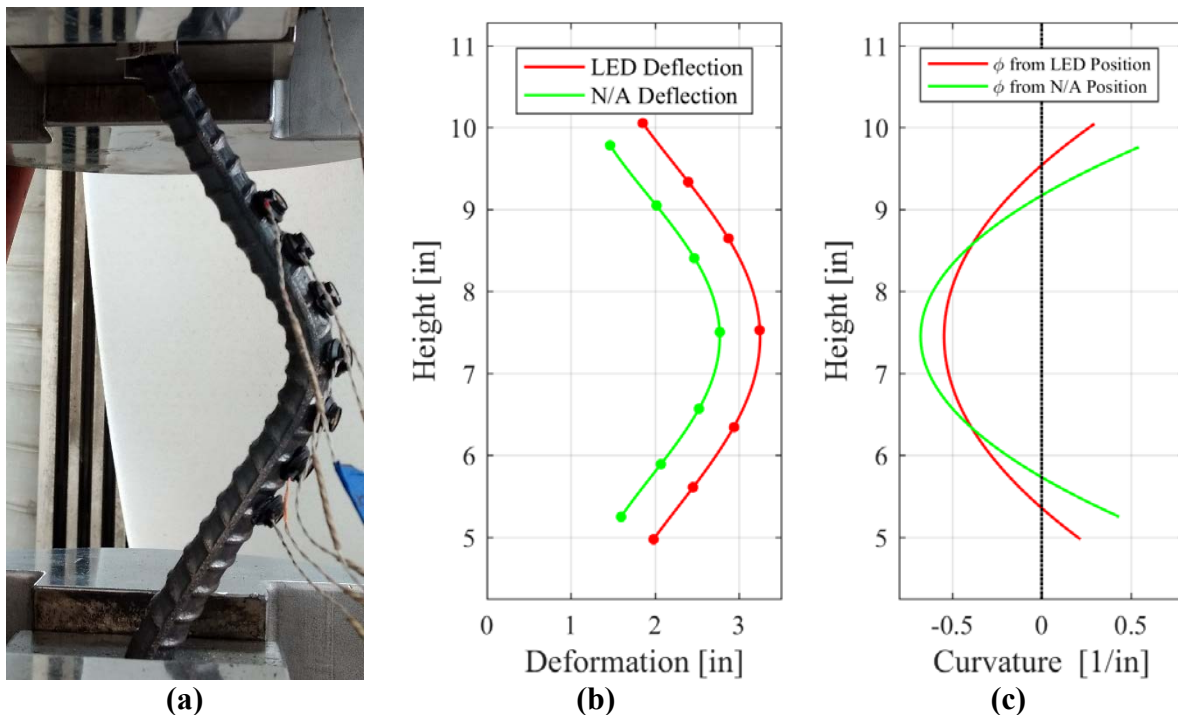 11
10
9
8
7
6
5
Height [in]
LED Deflection
N/A Deflection
0
1
2
3
Deformation [in]
11
10
9
8
7
6
5
Height [in]
ϕ from LED Position
ϕ from N/A Position
-0.5
0
0.5
Curvature [1/in]
(a)
(b)
(c)